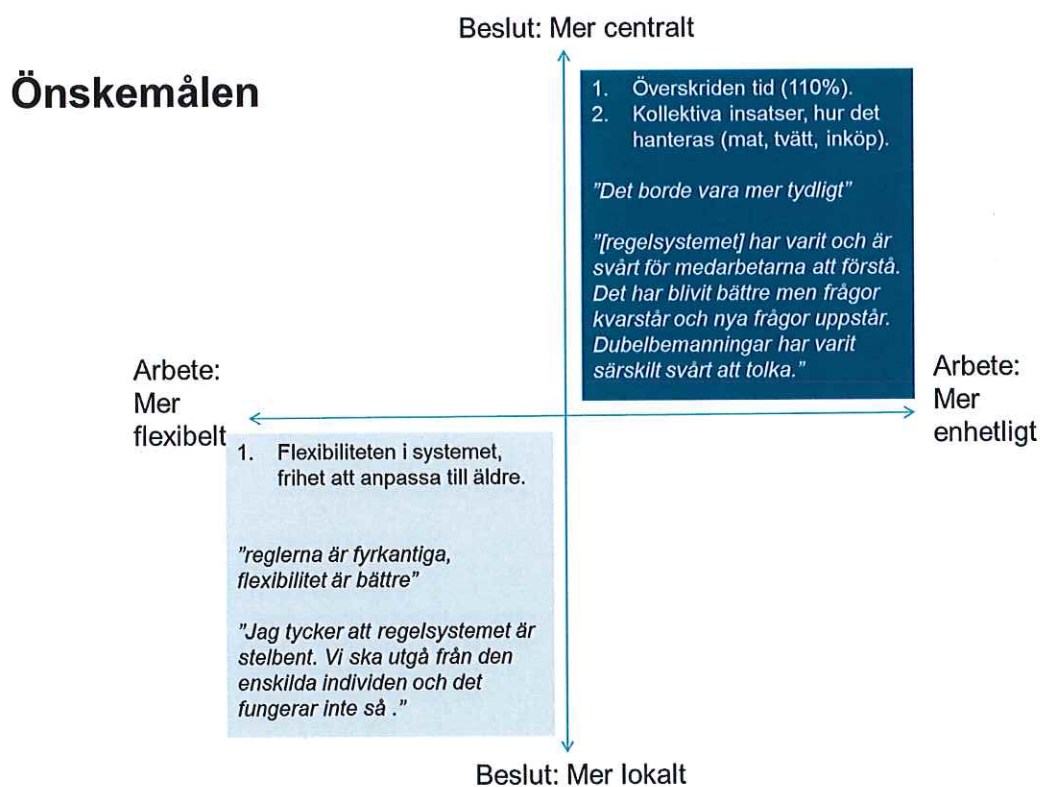 Beslut: Mer centralt
Önskemålen
1. Överskriden tid (110%).
2. Kollektiva insatser, hur det
hanteras (mat, tvätt, inköp).
"Det borde vara mer tydligt"
"[regelsystemet] har varit och är
svårt för medarbetarna att förstå.
Det har blivit bättre men frågor
kvarstår och nya frågor uppstår.
Dubelbemanningar har varit
särskilt svårt att tolka."
Arbete:
Mer
flexibelt
Arbete:
Mer
enhetligt
1. Flexibiliteten i systemet,
frihet att anpassa till äldre.
"reglerna är fyrkantiga,
flexibilitet är bättre"
"Jag tycker att regelsystemet är
stelbent. Vi ska utgå från den
enskilda individen och det
fungerar inte så ."
Beslut: Mer lokalt